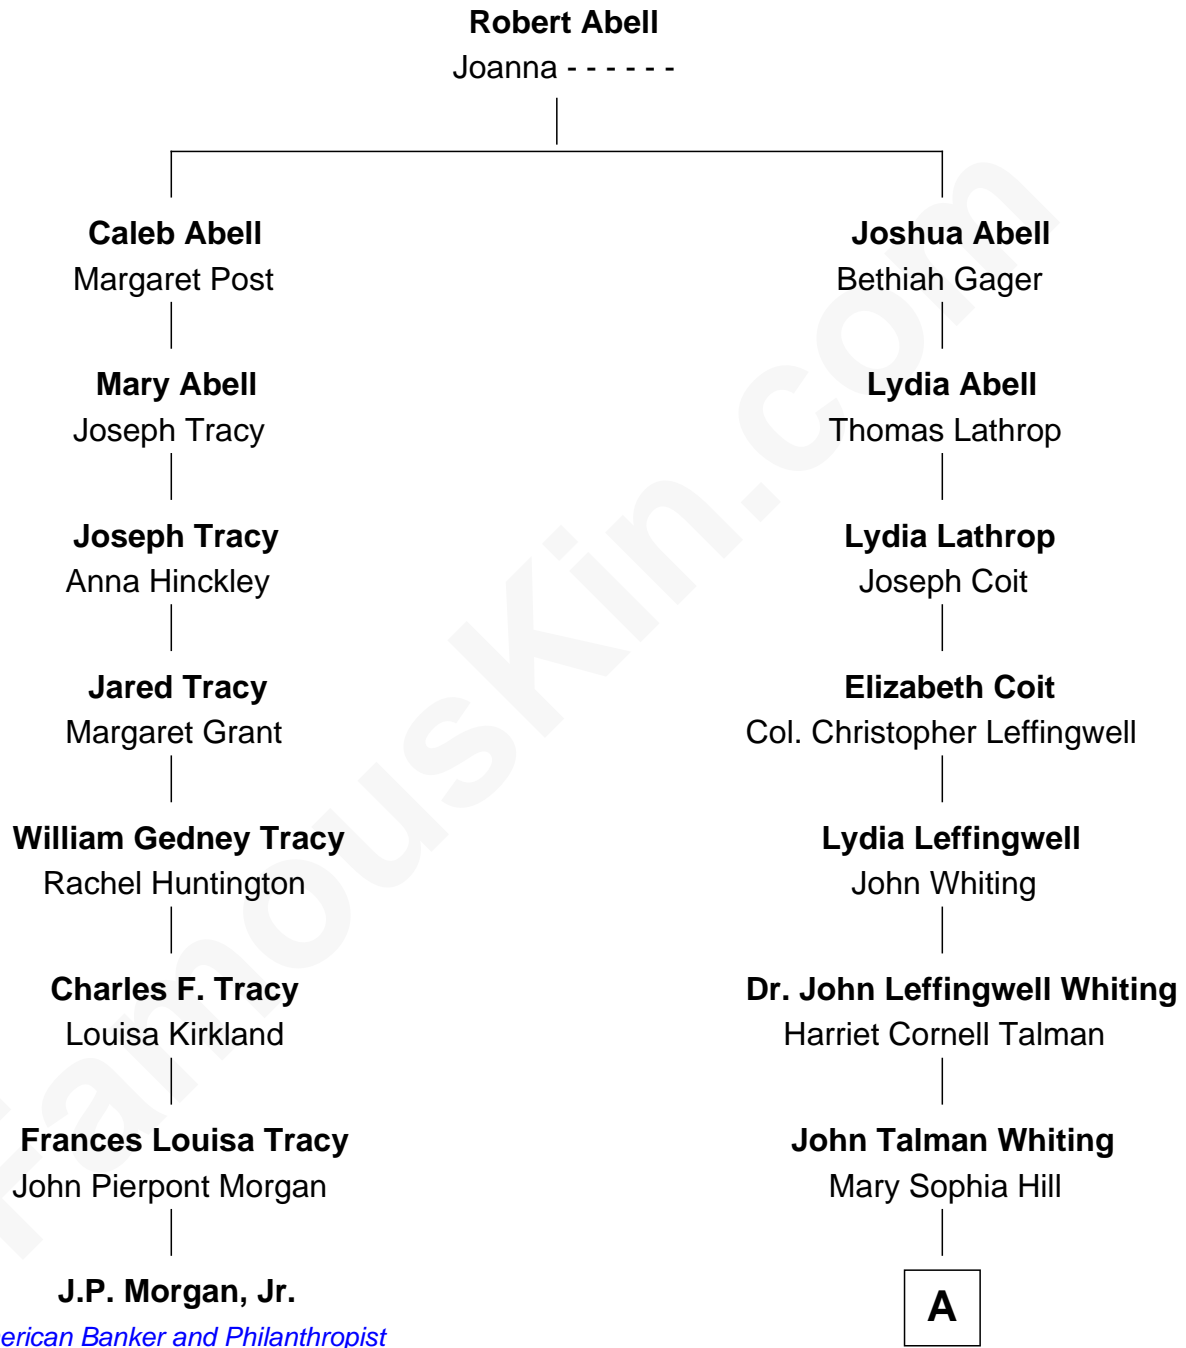 Robert Abell
Joanna - - - - - -
Caleb Abell
Margaret Post
Joshua Abell
Bethiah Gager
Mary Abell
Joseph Tracy
Lydia Abell
Thomas Lathrop
Joseph Tracy
Anna Hinckley
Lydia Lathrop
Joseph Coit
Jared Tracy
Margaret Grant
Elizabeth Coit
Col. Christopher Leffingwell
William Gedney Tracy
Rachel Huntington
Lydia Leffingwell
John Whiting
Charles F. Tracy
Louisa Kirkland
Dr. John Leffingwell Whiting
Harriet Cornell Talman
Frances Louisa Tracy
John Pierpont Morgan
John Talman Whiting
Mary Sophia Hill
J.P. Morgan, Jr.
erican Banker and Philanthropist
A
FamousKin.com